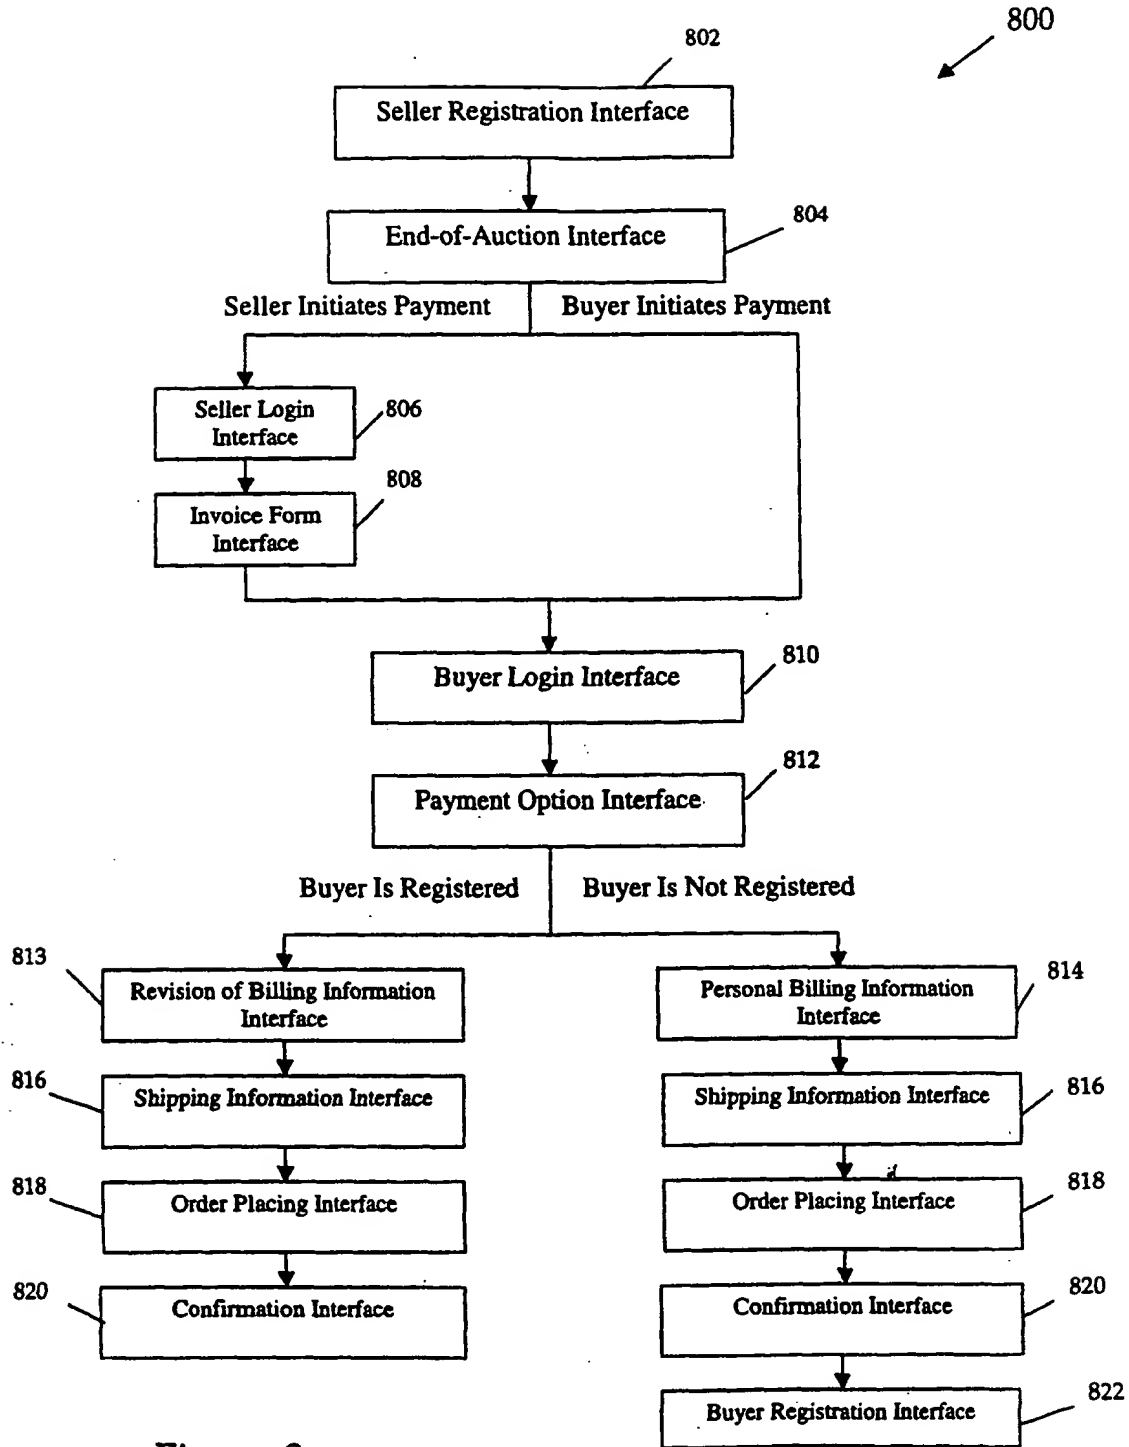 800
802
Seller Registration Interface
804
End-of-Auction Interface
Seller Initiates Payment
Buyer Initiates Payment
Seller Login
Interface
806
808
Invoice Form
Interface
810
Buyer Login Interface
812
Payment Option Interface
Buyer Is Registered
Buyer Is Not Registered
813
Revision of Billing Information
Interface
814
Personal Billing Information
Interface
816
Shipping Information Interface
816
Shipping Information Interface
818
Order Placing Interface
818
Order Placing Interface
820
Confirmation Interface
820
Confirmation Interface
822
Buyer Registration Interface